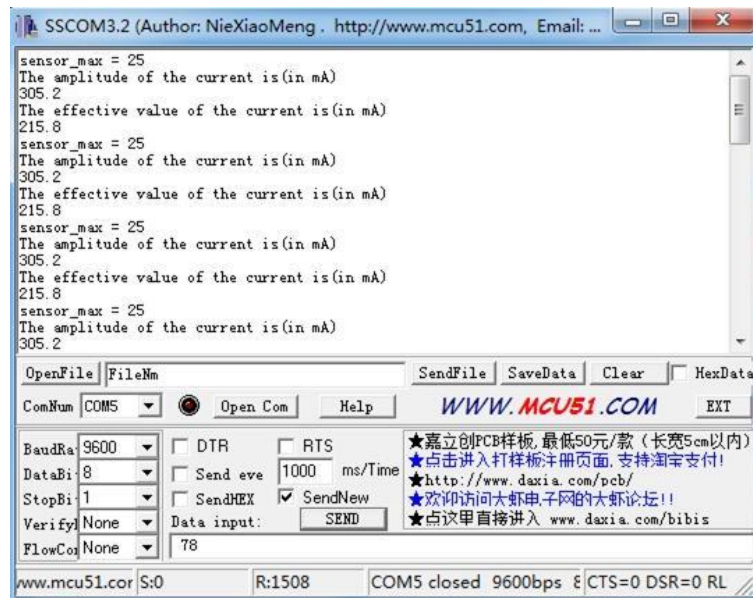 SSCOM3.2 (Author: NieXiaoMeng . http://www.mcu51.com, Email: ...
sensor_max = 25
The amplitude of the current is(in mA)
305.2
The effective value of the current is(in mA)
215.8
sensor_max = 25
The amplitude of the current is(in mA)
305.2
The effective value of the current is(in mA)
215.8
sensor_max = 25
The amplitude of the current is(in mA)
305.2
The effective value of the current is(in mA)
215.8
sensor_max = 25
The amplitude of the current is(in mA)
305.2
OpenFile FileNm SendFile SaveData Clear HexData
ComNum COM5 Open Com Help WWW.MCU51.COM EXT
BaudRa 9600 DTR RTS
DataBi 8 Send eve 1000 ms/Time
StopBi 1 SendHEX SendNew
VerifyI None Data input: SEND
FlowCo None 78
★嘉立创PCB样板,最低50元/款（长宽5cm以内）
★点击进入打样板注册页面,支持淘宝支付!
★http://www.daxia.com/pcb/
★欢迎访问大虾电子网的大虾论坛!!
★点这里直接进入 www.daxia.com/bibis
www.mcu51.cor S:0 R:1508 COM5 closed 9600bps 8 CTS=0 DSR=0 RL